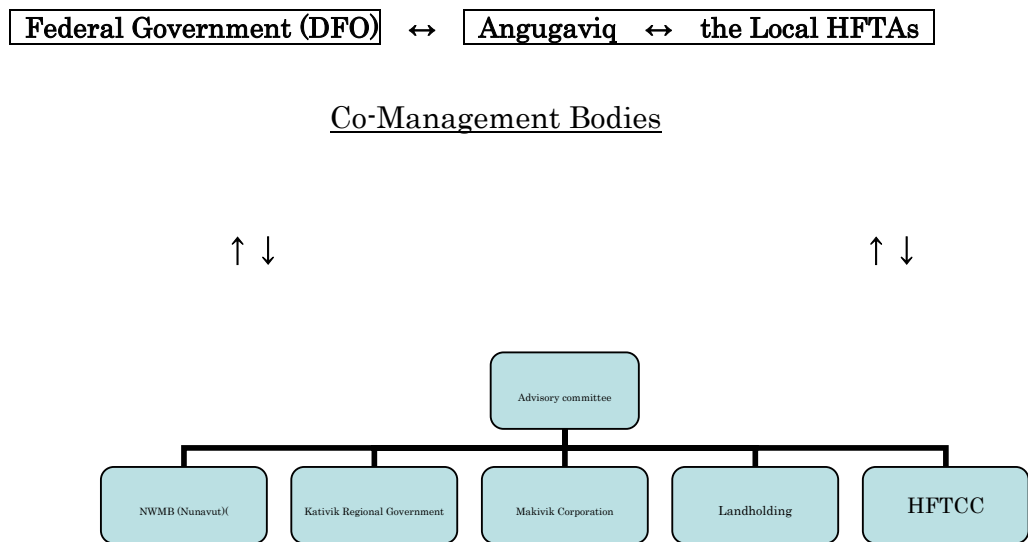 Federal Government (DFO) ↔ Angugaviq ↔ the Local HFTAs
Co-Management Bodies
↑ ↓ ↑ ↓
Advisory committee
NWMB (Nunavut)( Kativik Regional Government Makivik Corporation Landholding HFTCC